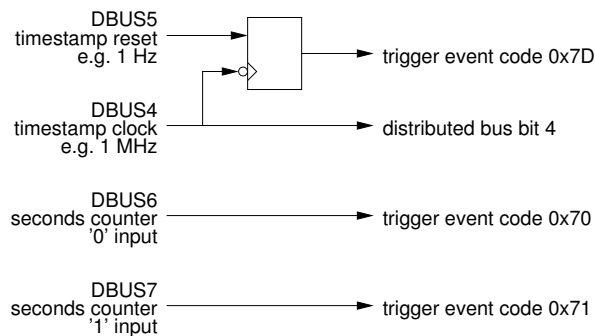 DBUS5
timestamp reset
e.g. 1 Hz
trigger event code 0x7D
DBUS4
timestamp clock
e.g. 1 MHz
distributed bus bit 4
DBUS6
seconds counter
'0' input
trigger event code 0x70
DBUS7
seconds counter
'1' input
trigger event code 0x71